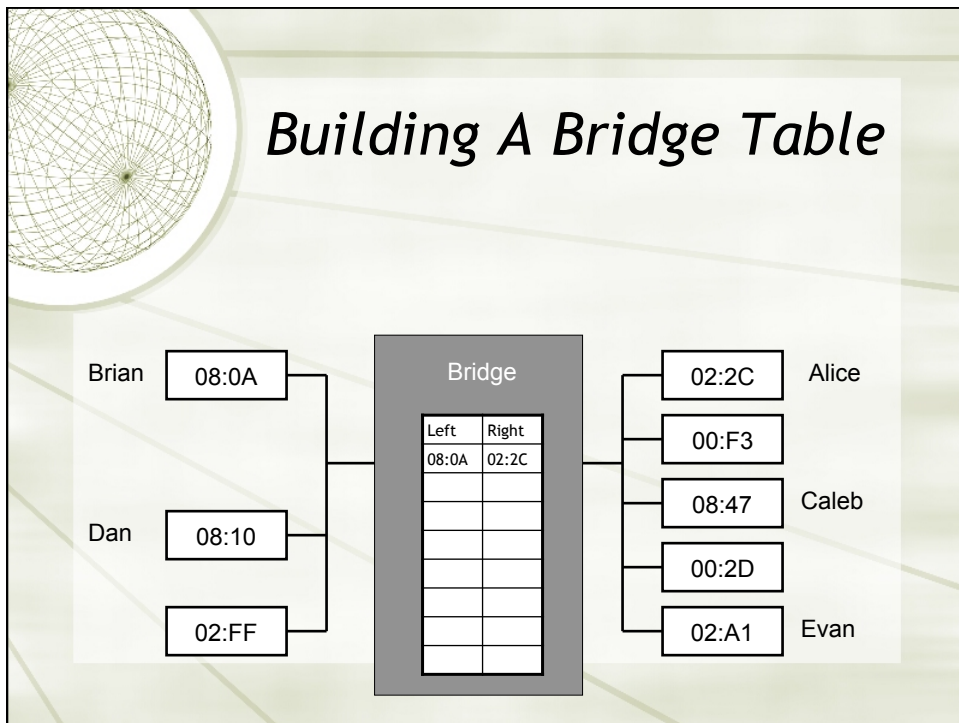 Building A Bridge Table
Brian 08:0A
Dan 08:10
02:FF
Bridge
Left Right
08:0A 02:2C
02:2C Alice
00:F3
08:47 Caleb
00:2D
02:A1 Evan